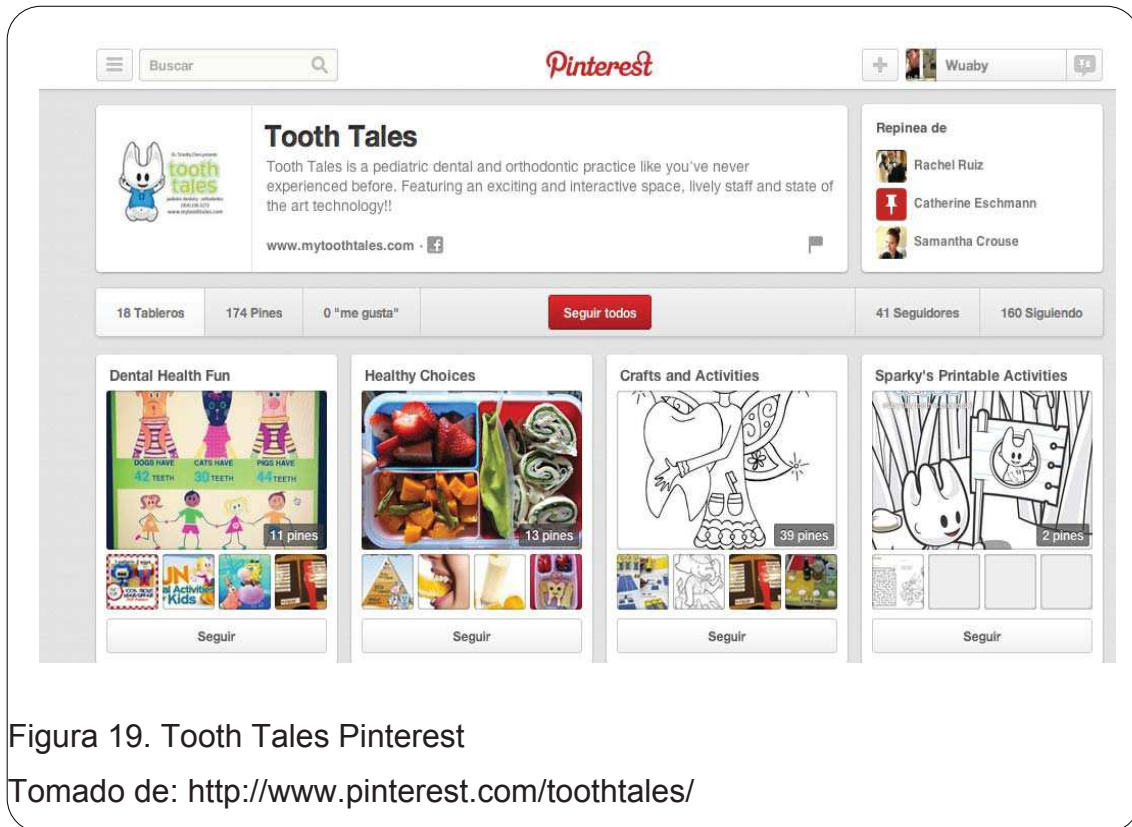 Buscar
Pinterest
Wuaby
tooth
tales
www.mytoothtales.com
Tooth Tales
Tooth Tales is a pediatric dental and orthodontic practice like you've never
experienced before. Featuring an exciting and interactive space, lively staff and state of
the art technology!!
www.mytoothtales.com ·
Repinea de
Rachel Ruiz
Catherine Eschmann
Samantha Crouse
18 Tableros 174 Pines 0 "me gusta" Seguir todos 41 Seguidores 160 Siguiendo
Dental Health Fun
DOGS HAVE CATS HAVE PIGS HAVE
42 TEETH 30 TEETH 44 TEETH
11 pines
Seguir
Healthy Choices
13 pines
Seguir
Crafts and Activities
39 pines
Seguir
Sparky's Printable Activities
2 pines
Seguir
Figura 19. Tooth Tales Pinterest
Tomado de: http://www.pinterest.com/toothtales/